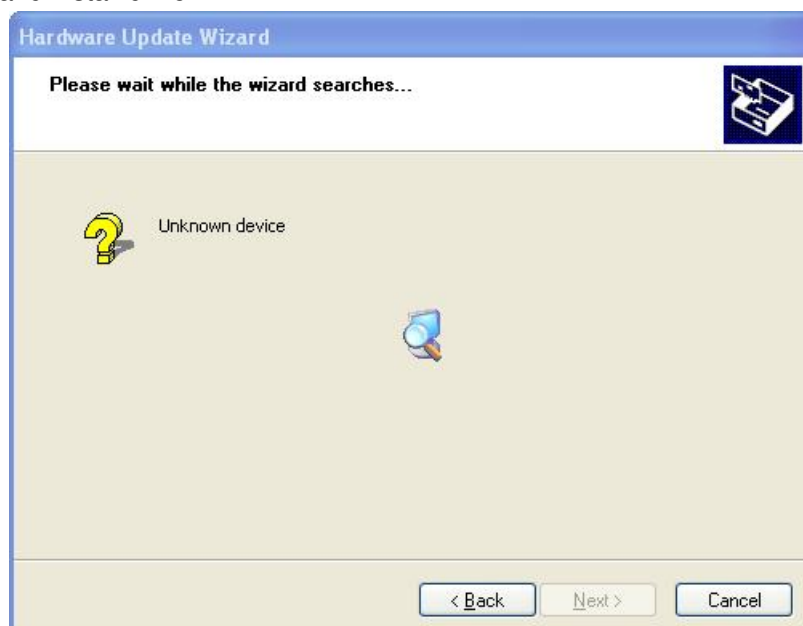 Hardware Update Wizard
Please wait while the wizard searches...
Unknown device
< Back
Next >
Cancel